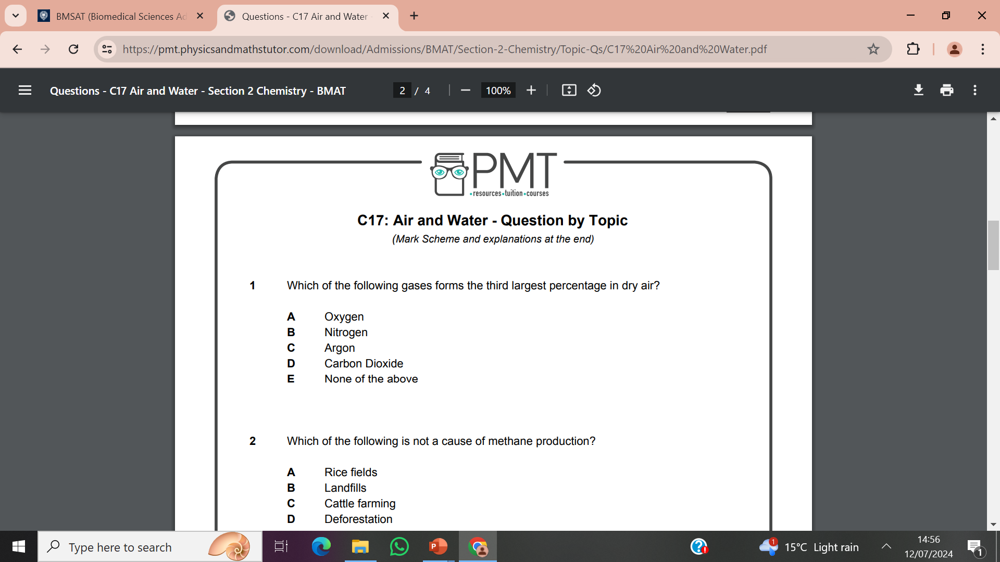 BMSAT (Biomedical Sciences Ad
Questions - C17 Air and Water -
https://pmt.physicsandmathstutor.com/download/Admissions/BMAT/Section-2-Chemistry/Topic-Qs/C17%20Air%20and%20Water.pdf
Questions - C17 Air and Water - Section 2 Chemistry - BMAT
2 / 4
100%
PMT
•resources•tuition•courses
C17: Air and Water - Question by Topic
(Mark Scheme and explanations at the end)
1 Which of the following gases forms the third largest percentage in dry air?
A Oxygen
B Nitrogen
C Argon
D Carbon Dioxide
E None of the above
2 Which of the following is not a cause of methane production?
A Rice fields
B Landfills
C Cattle farming
D Deforestation
Type here to search
P
1
15°C Light rain
14:56
12/07/2024
1